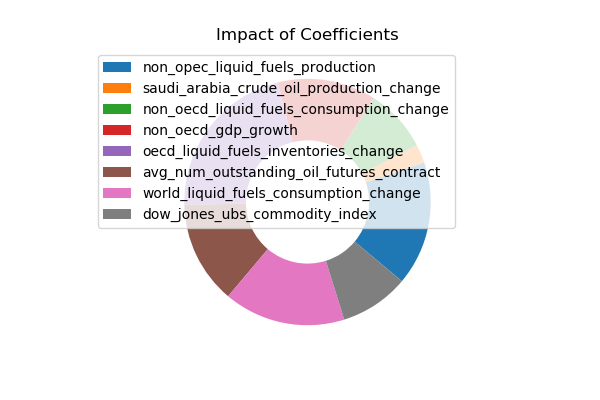 Impact of Coefficients
non_opec_liquid_fuels_production
saudi_arabia_crude_oil_production_change
non_oecd_liquid_fuels_consumption_change
non_oecd_gdp_growth
oecd_liquid_fuels_inventories_change
avg_num_outstanding_oil_futures_contract
world_liquid_fuels_consumption_change
dow_jones_ubs_commodity_index